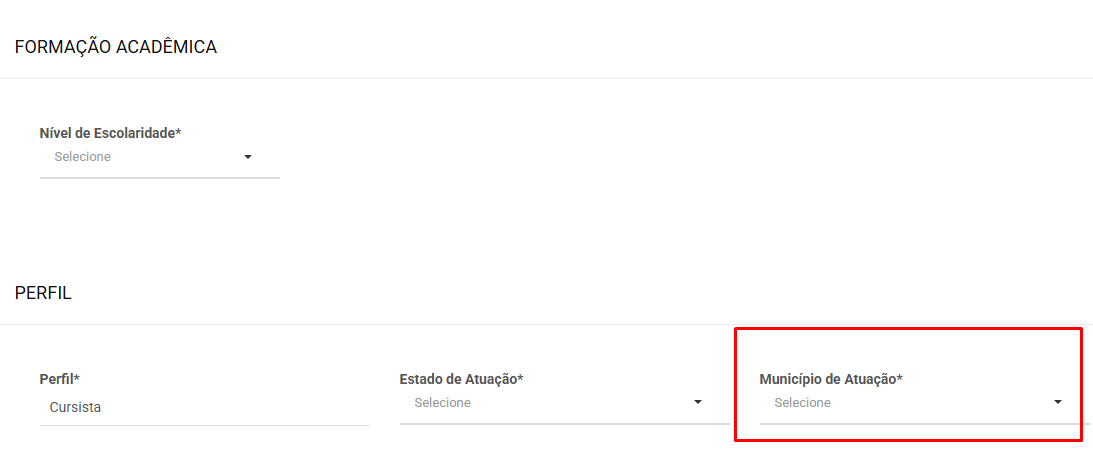 FORMAÇÃO ACADÊMICA
Nível de Escolaridade*
Selecione
PERFIL
Perfil*
Cursista
Estado de Atuação*
Selecione
Município de Atuação*
Selecione